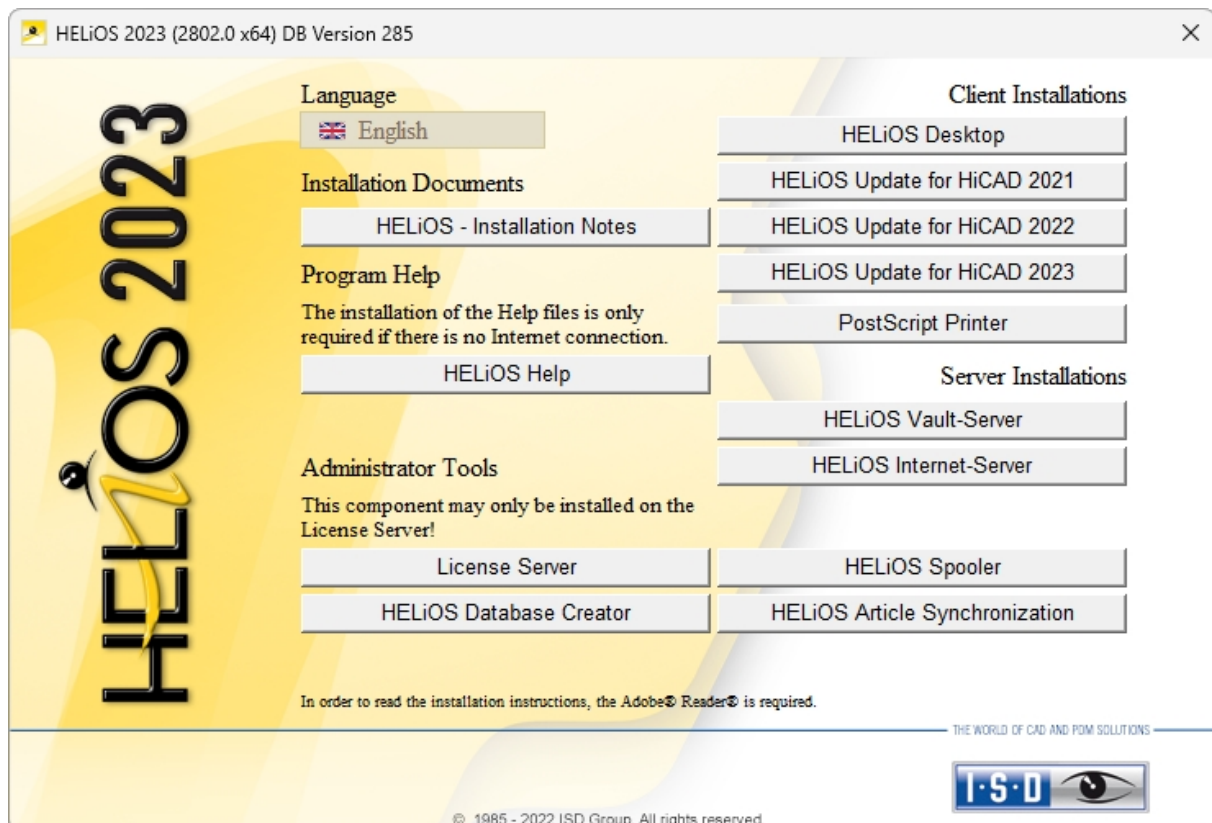 HELiOS 2023 (2802.0 x64) DB Version 285
HELiOS 2023
Language
English
Installation Documents
HELiOS - Installation Notes
Program Help
The installation of the Help files is only
required if there is no Internet connection.
HELiOS Help
Administrator Tools
This component may only be installed on the
License Server!
License Server
HELiOS Database Creator
Client Installations
HELiOS Desktop
HELiOS Update for HiCAD 2021
HELiOS Update for HiCAD 2022
HELiOS Update for HiCAD 2023
PostScript Printer
Server Installations
HELiOS Vault-Server
HELiOS Internet-Server
HELiOS Spooler
HELiOS Article Synchronization
In order to read the installation instructions, the Adobe® Reader® is required.
THE WORLD OF CAD AND PDM SOLUTIONS
I·S·D
© 1985 - 2022 ISD Group. All rights reserved